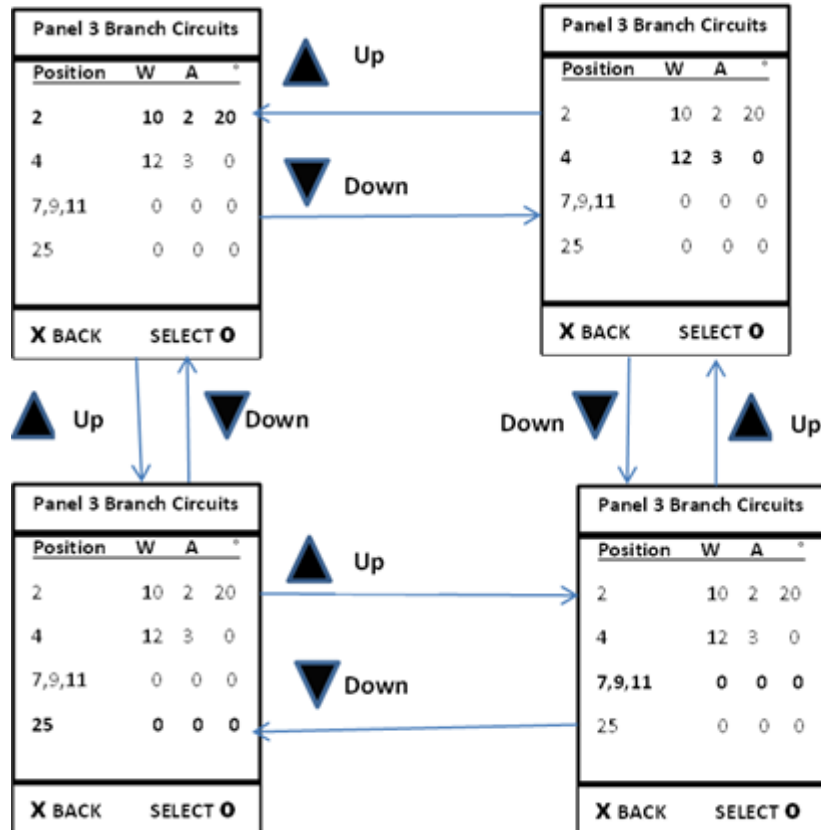 Panel 3 Branch Circuits
Position W A °
2 10 2 20
4 12 3 0
7,9,11 0 0 0
25 0 0 0
X BACK SELECT O
Up
Down
Panel 3 Branch Circuits
Position W A °
2 10 2 20
4 12 3 0
7,9,11 0 0 0
25 0 0 0
X BACK SELECT O
Up
Down
Down
Up
Panel 3 Branch Circuits
Position W A °
2 10 2 20
4 12 3 0
7,9,11 0 0 0
25 0 0 0
X BACK SELECT O
Up
Down
Panel 3 Branch Circuits
Position W A °
2 10 2 20
4 12 3 0
7,9,11 0 0 0
25 0 0 0
X BACK SELECT O